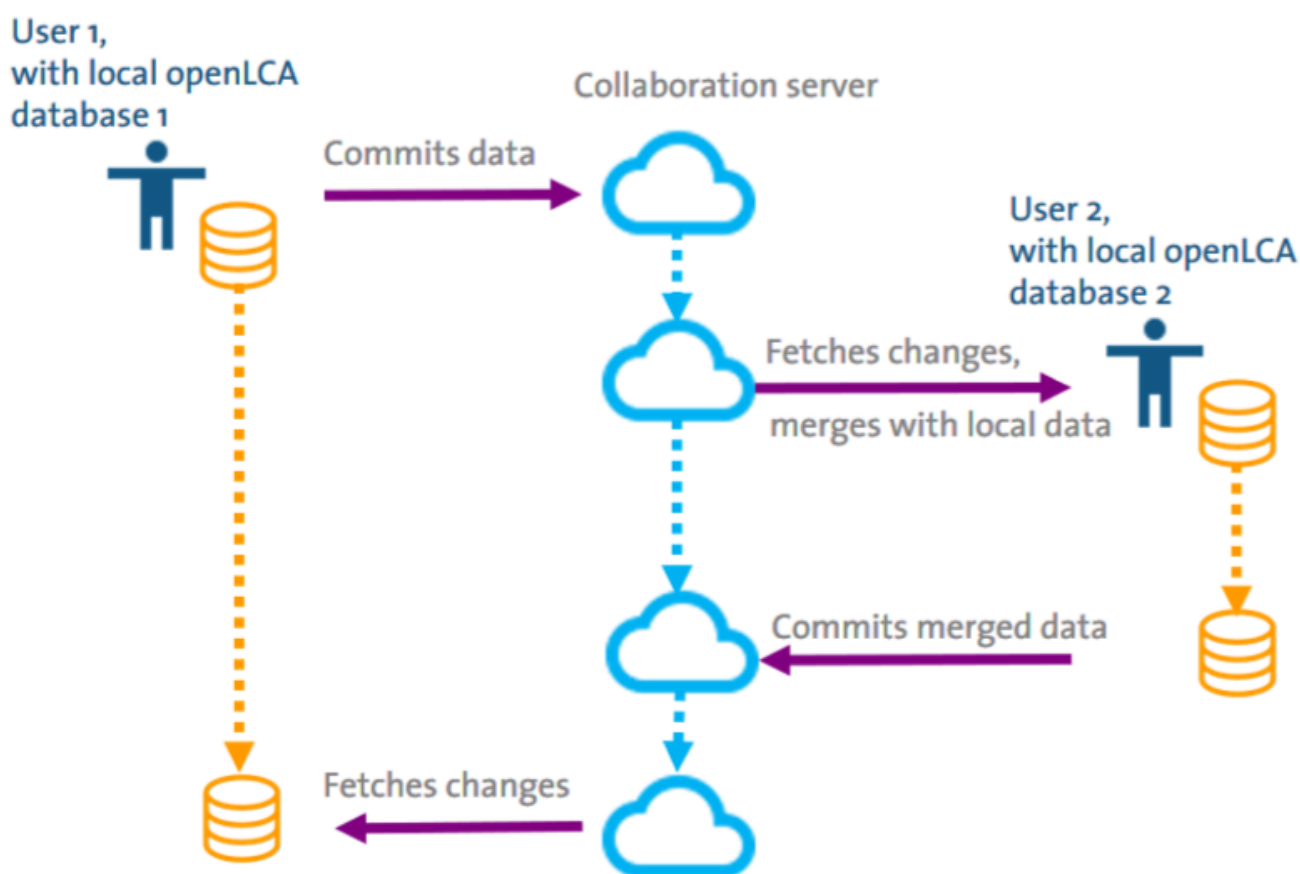 User 1,
with local openLCA
database 1
Collaboration server
Commits data
User 2,
with local openLCA
database 2
Fetches changes,
merges with local data
Commits merged data
Fetches changes